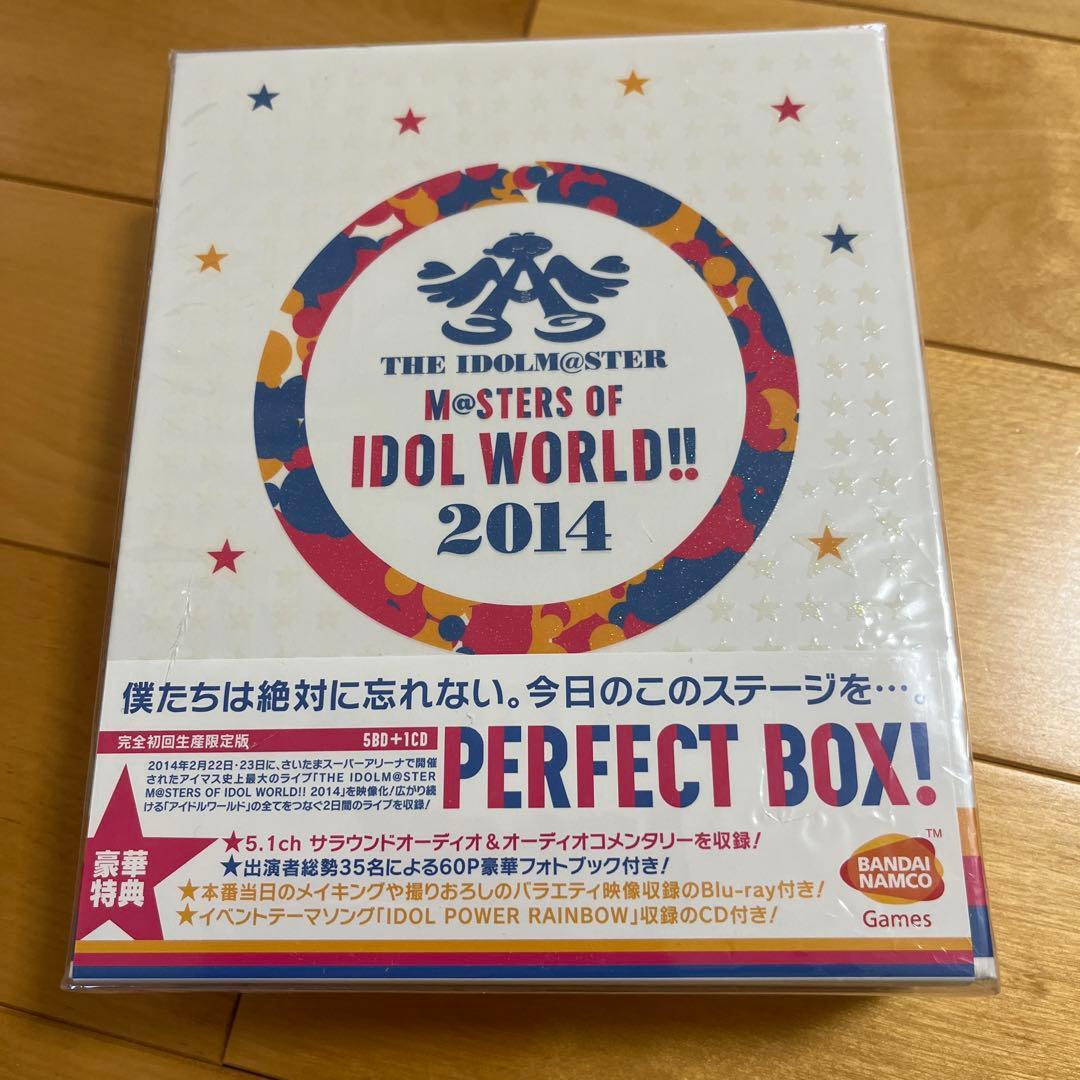 THE IDOLM@STER
M@STERS OF
IDOL WORLD!!
2014
僕たちは絶対に忘れない。今日のこのステージを…。
完全初回生産限定版 5BD+1CD
PERFECT BOX!
2014年2月22日・23日に、さいたまスーパーアリーナで開催
されたアイマス史上最大のライブ「THE IDOLM@STER
M@STERS OF IDOL WORLD!! 2014」を映像化!広がり続
ける「アイドルワールド」の全てをつなぐ2日間のライブを収録!
豪華
特典
★5.1ch サラウンドオーディオ&オーディオコメンタリーを収録!
★出演者総勢35名による60P豪華フォトブック付き!
★本番当日のメイキングや撮りおろしのバラエティ映像収録のBlu-ray付き!
★イベントテーマソング「IDOL POWER RAINBOW」収録のCD付き!
BANDAI
NAMCO
TM
Games